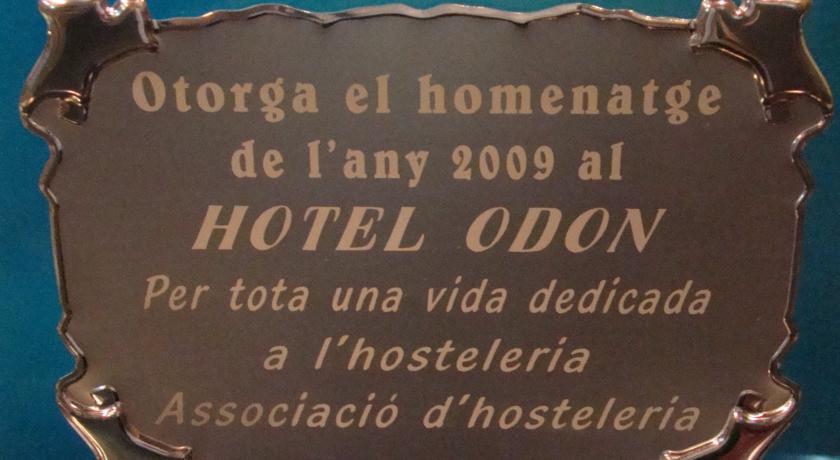 Otorga el homenatge
de l'any 2009 al
HOTEL ODON
Per tota una vida dedicada
a l'hosteleria
Associació d'hosteleria